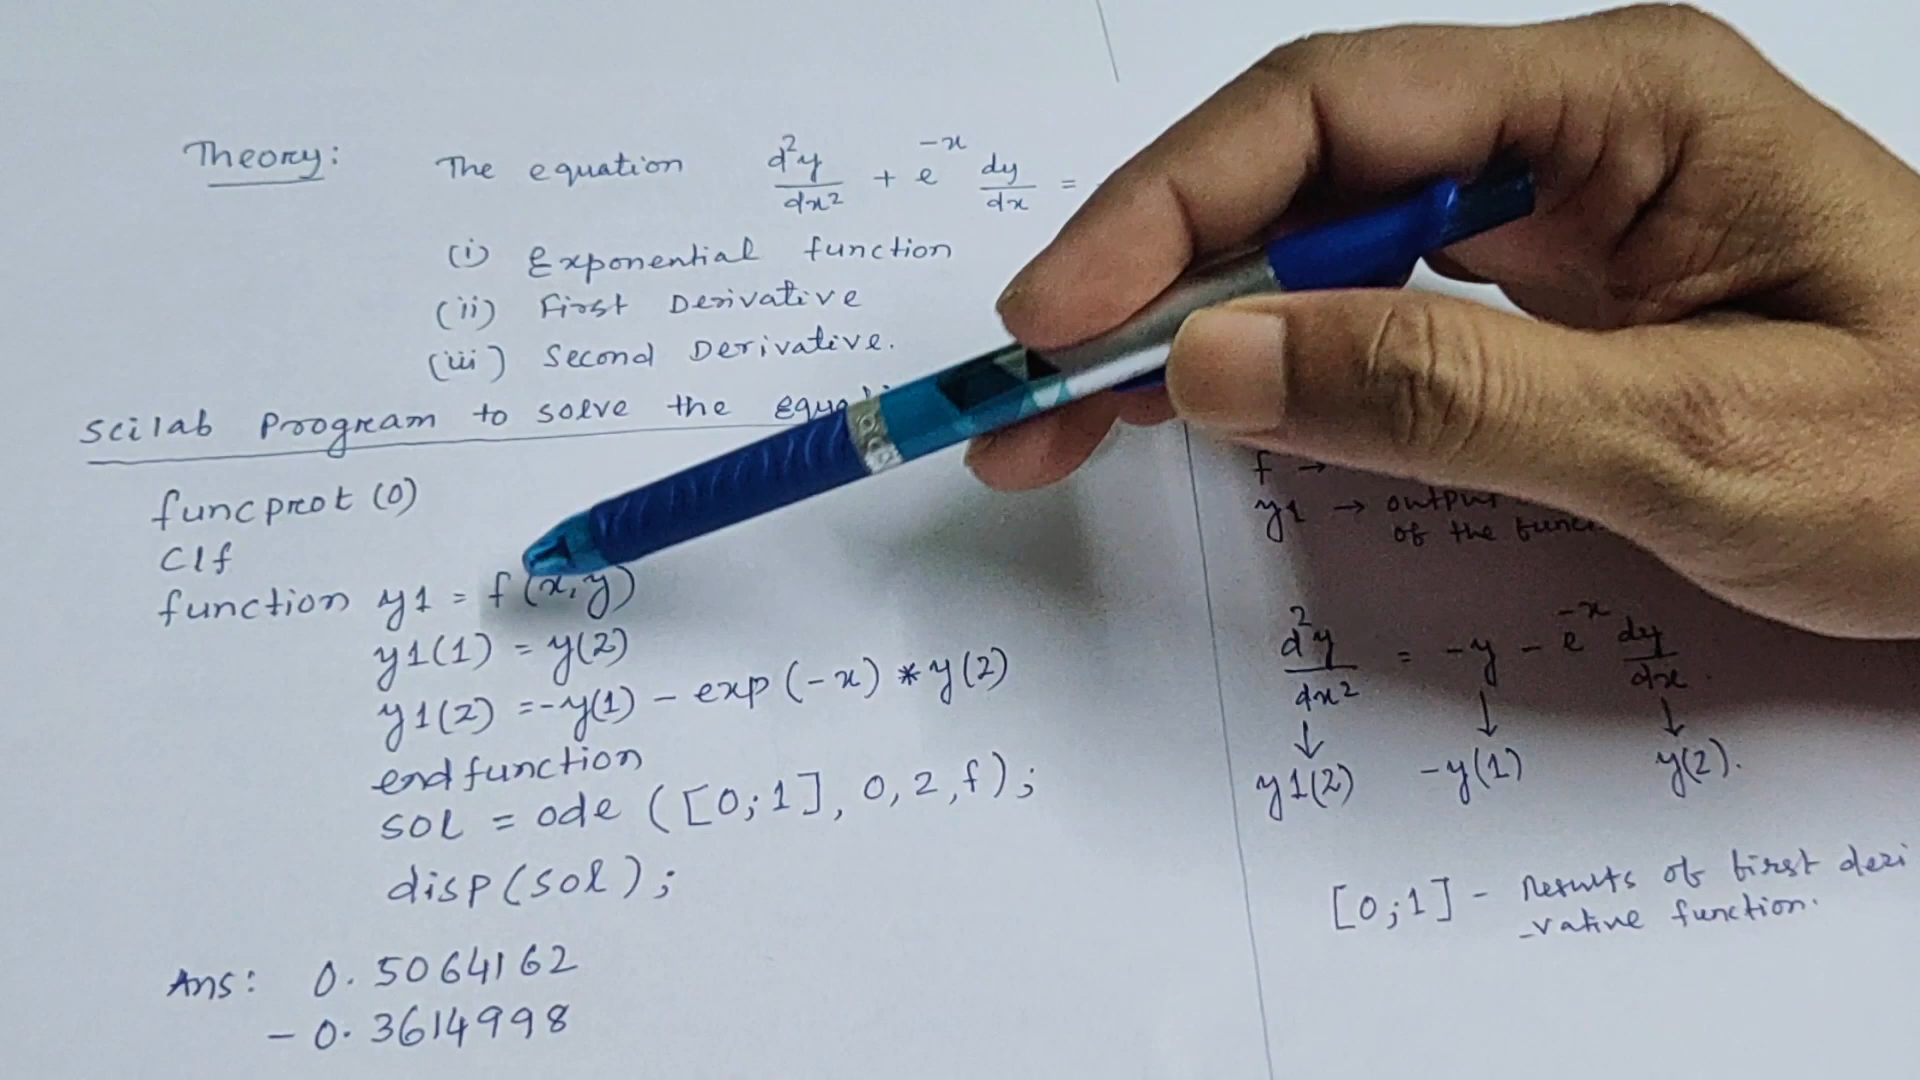 Theory: The equation d²y/dx² + e^-x dy/dx =
(i) Exponential function
(ii) First Derivative
(iii) Second Derivative.
Scilab Program to solve the
funcprot (0)
Clf
function y1 = f(x,y)
y1(1) = y(2)
y1(2) = -y(1) - exp(-x) * y(2)
endfunction
sol = ode ([0;1], 0, 2, f);
disp(sol);
Ans: 0.5064162
- 0.3614998
f →
y1 → output
of the
d²y/dx² = -y - e^-x dy/dx.
↓ ↓ ↓
y1(2) -y(1) y(2).
[0;1] - Results of first deri
-vative function.